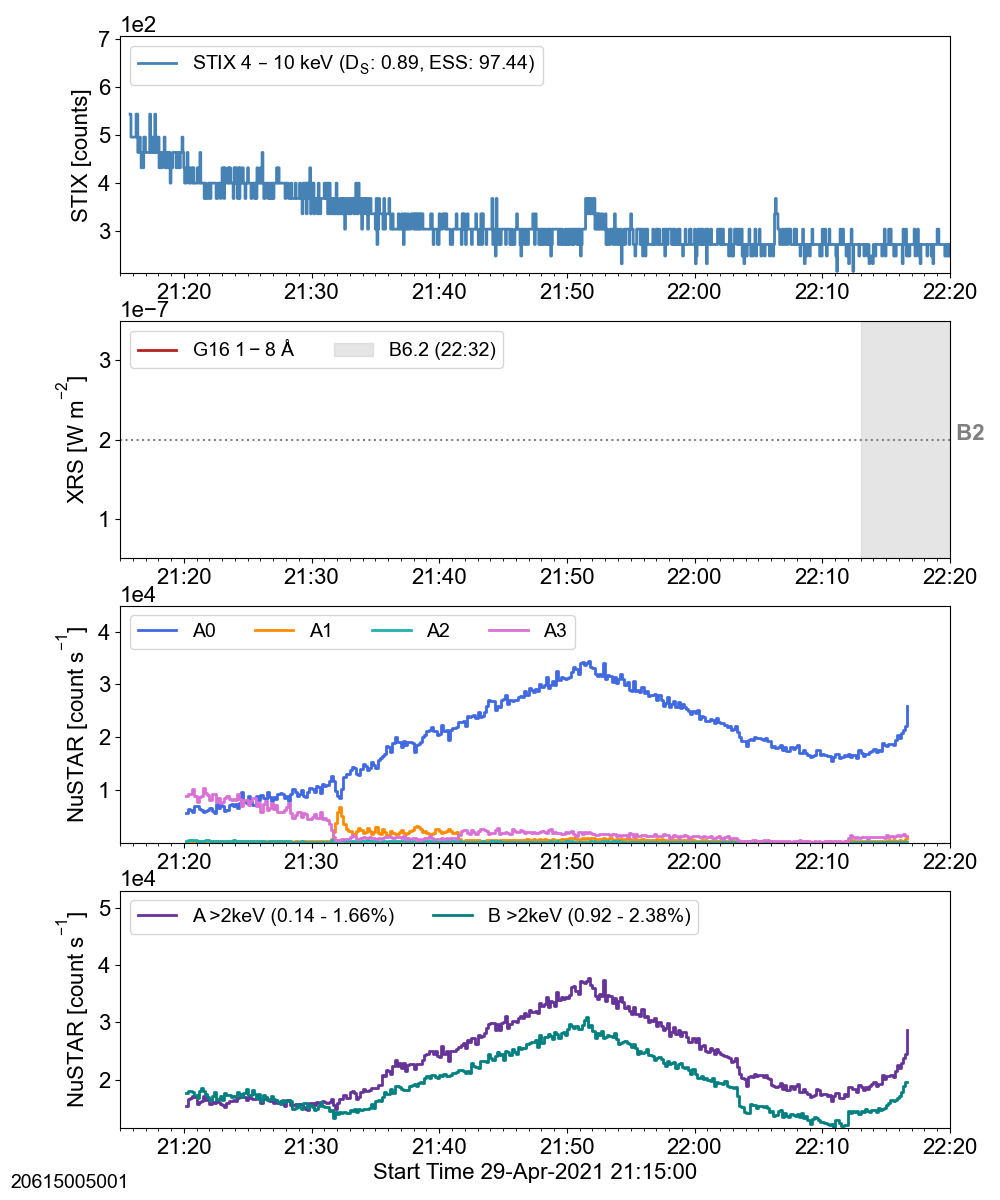 1e2
STIX 4 – 10 keV (DS: 0.89, ESS: 97.44)
STIX [counts]
7
6
5
4
3
21:20 21:30 21:40 21:50 22:00 22:10 22:20
1e−7
G16 1 − 8 Å B6.2 (22:32)
XRS [W m−2]
3
2
1
B2
21:20 21:30 21:40 21:50 22:00 22:10 22:20
1e4
A0 A1 A2 A3
NuSTAR [count s−1]
4
3
2
1
21:20 21:30 21:40 21:50 22:00 22:10 22:20
1e4
A >2keV (0.14 - 1.66%) B >2keV (0.92 - 2.38%)
NuSTAR [count s−1]
5
4
3
2
21:20 21:30 21:40 21:50 22:00 22:10 22:20
Start Time 29-Apr-2021 21:15:00
20615005001